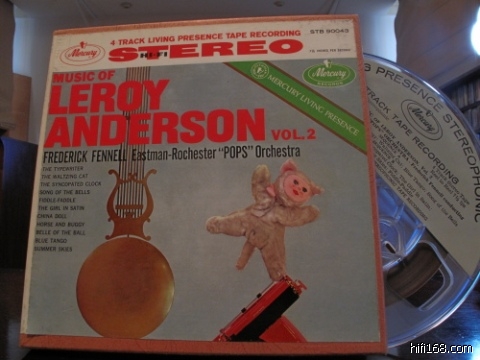 4 TRACK LIVING PRESENCE TAPE RECORDING
STB 90043
Mercury
STEREO
HI-FI
MUSIC OF
LEROY
ANDERSON VOL. 2
Mercury
RECORDS
MERCURY LIVING PRESENCE
FREDERICK FENNELL Eastman-Rochester "POPS" Orchestra
THE TYPEWRITER
THE WALTZING CAT
THE SYNCOPATED CLOCK
SONG OF THE BELLS
FIDDLE-FADDLE
THE GIRL IN SATIN
CHINA DOLL
HORSE AND BUGGY
BELLE OF THE BALL
BLUE TANGO
SUMMER SKIES
PRESENCE STEREOPHONIC
TRACK TAPE RECORDING
Mercury
hifi168.com